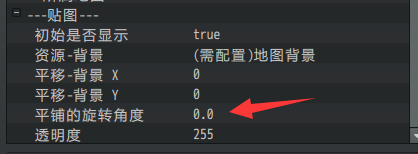 ---贴图---
初始是否显示 true
资源-背景 (需配置)地图背景
平移-背景 X 0
平移-背景 Y 0
平铺的旋转角度 0.0
透明度 255